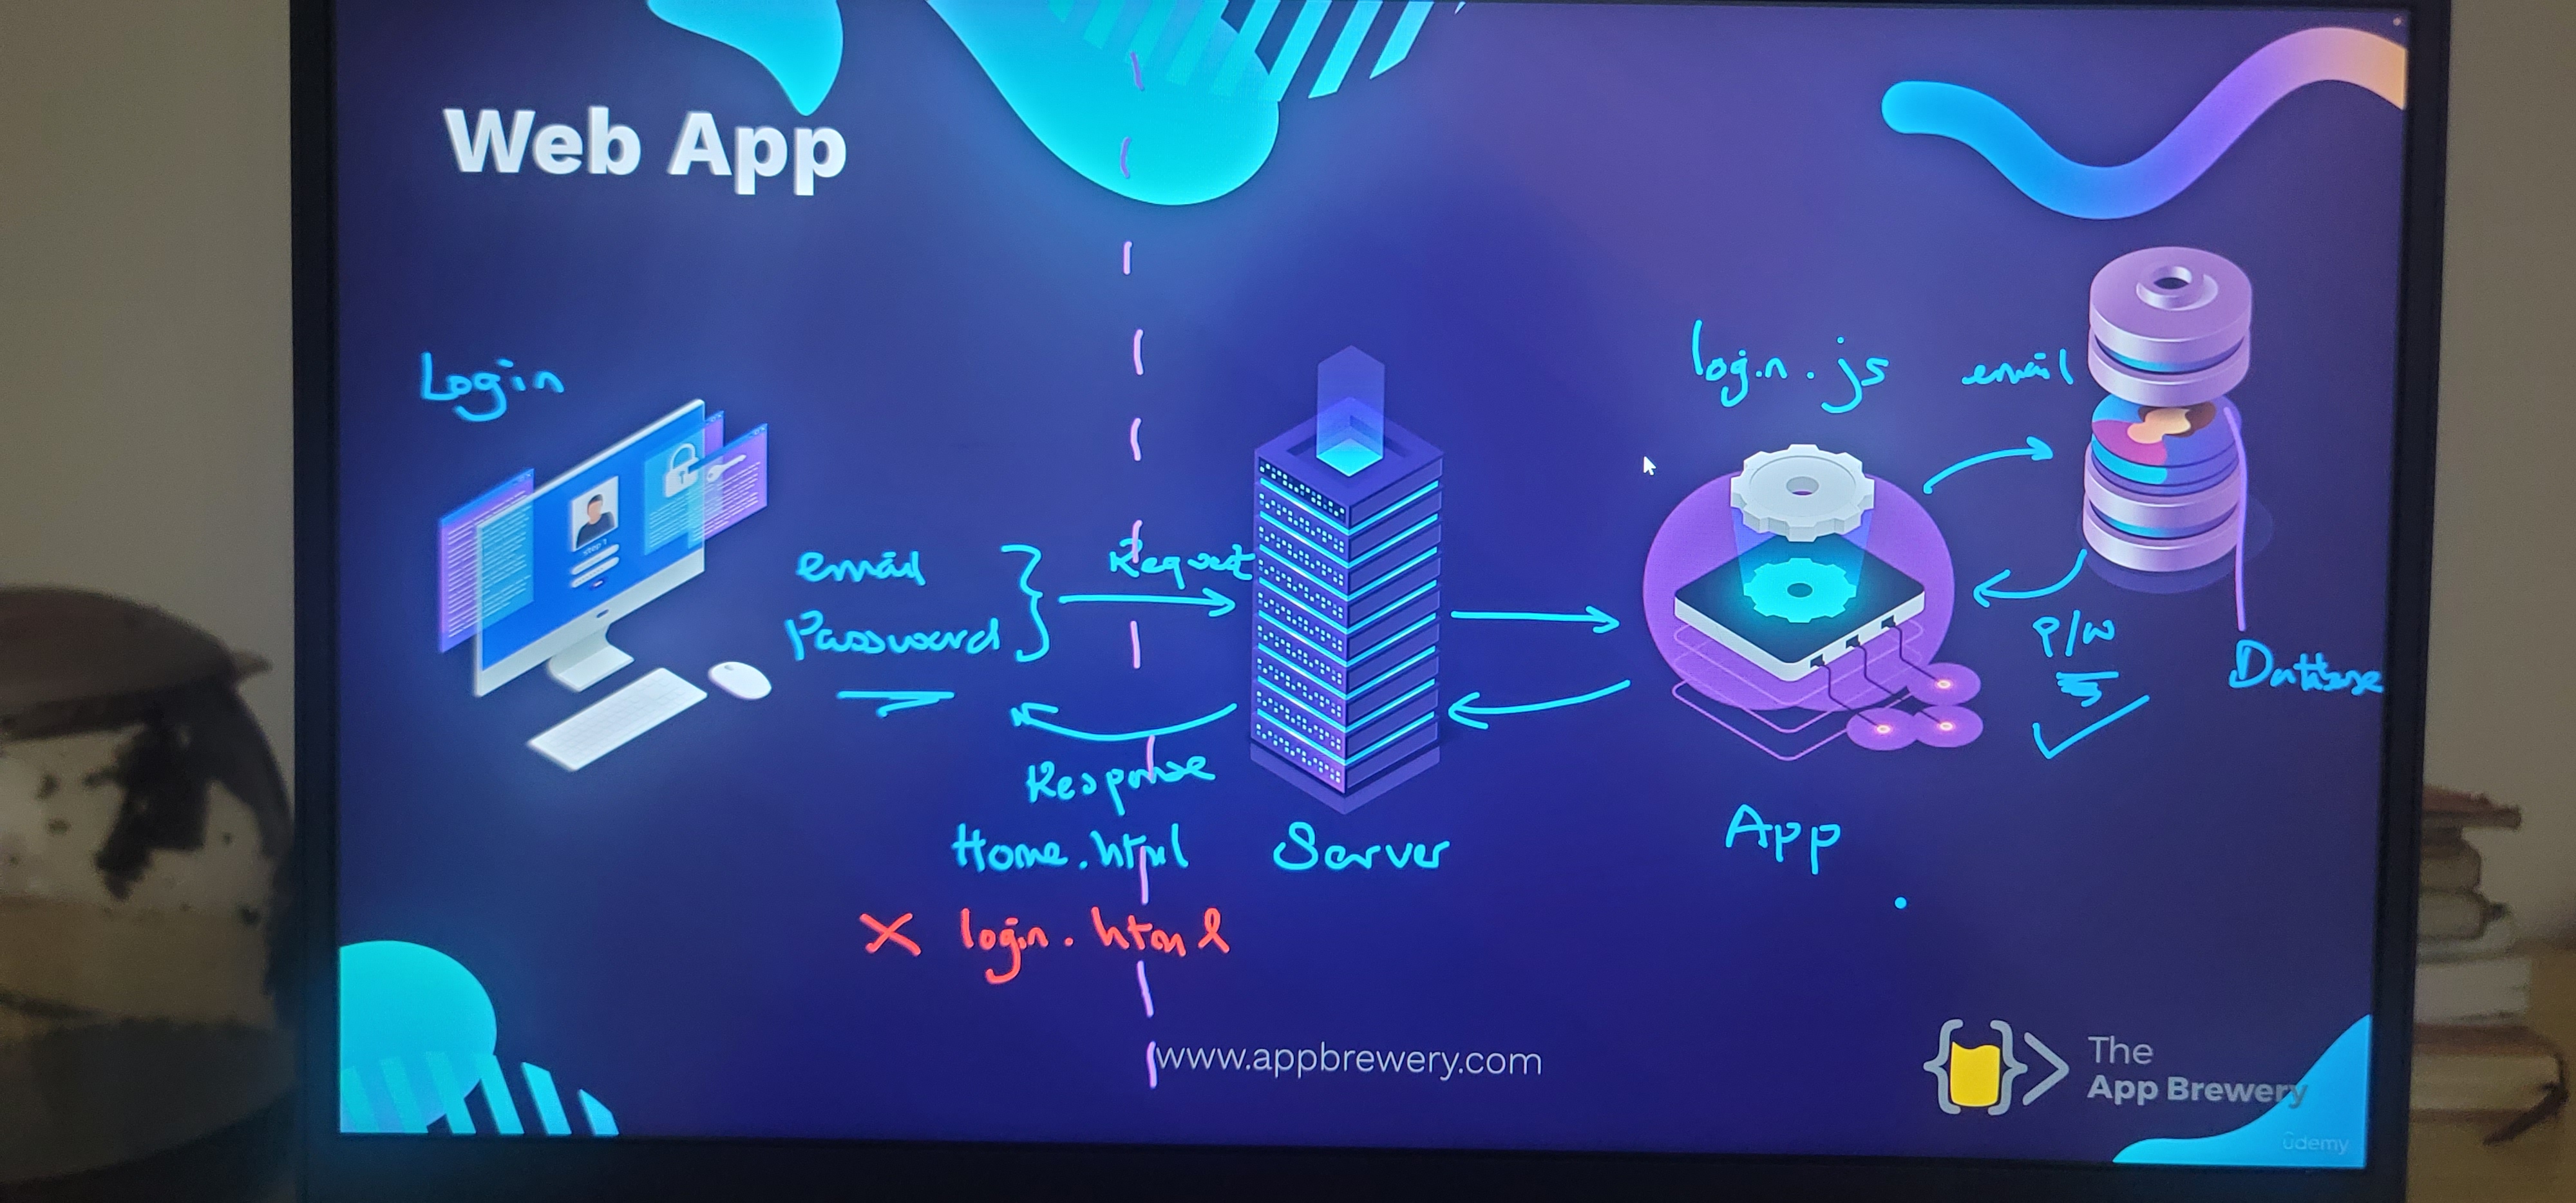 Web App
Login
login.js
email
email
Password
Request
Response
Home.html
X login.html
Server
App
P/W
Database
www.appbrewery.com
The
App Brewery
ûdemy